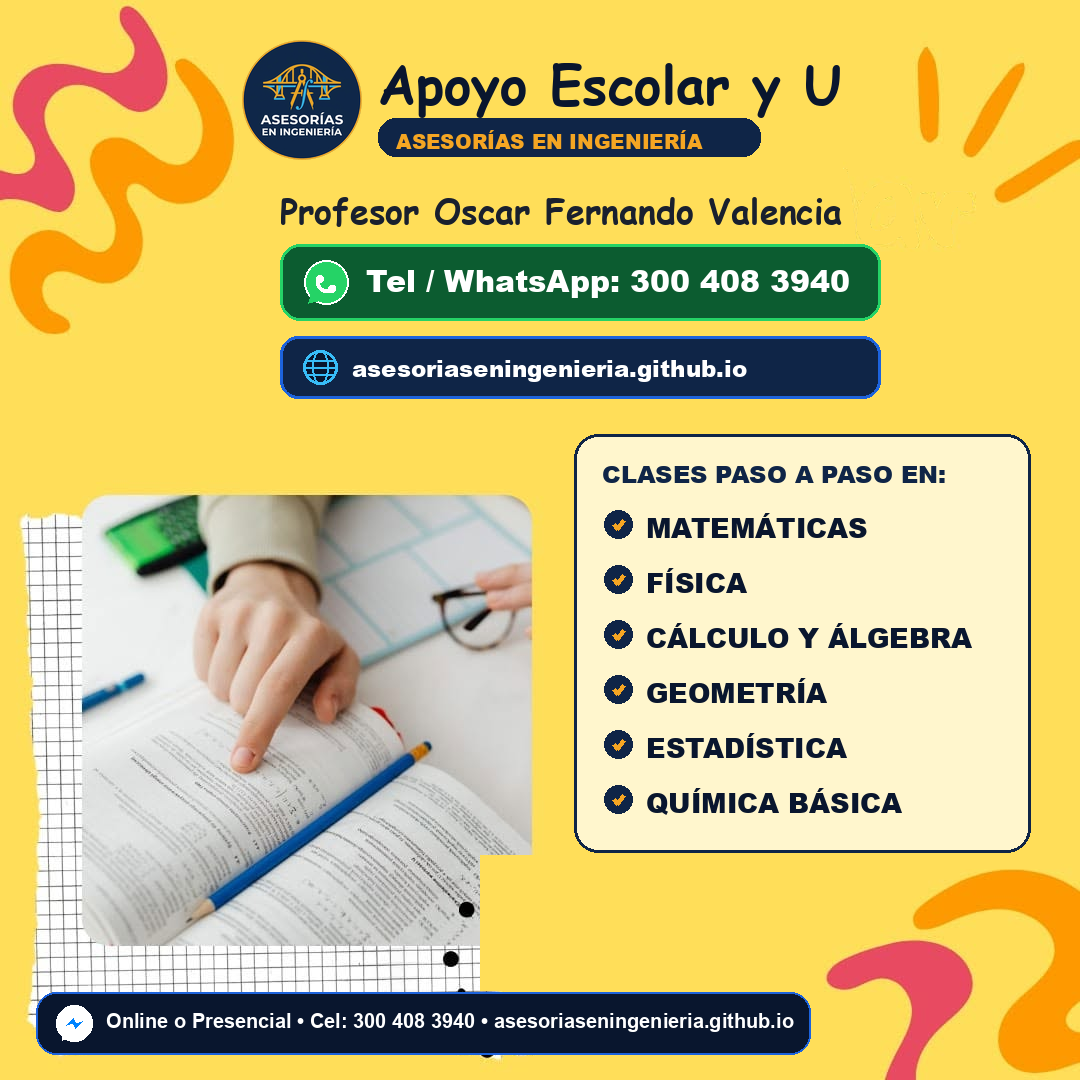 ASESORÍAS
EN INGENIERÍA
Apoyo Escolar y U
ASESORÍAS EN INGENIERÍA
Profesor Oscar Fernando Valencia
Tel / WhatsApp: 300 408 3940
asesoriaseningenieria.github.io
CLASES PASO A PASO EN:
MATEMÁTICAS
FÍSICA
CÁLCULO Y ÁLGEBRA
GEOMETRÍA
ESTADÍSTICA
QUÍMICA BÁSICA
Online o Presencial • Cel: 300 408 3940 • asesoriaseningenieria.github.io